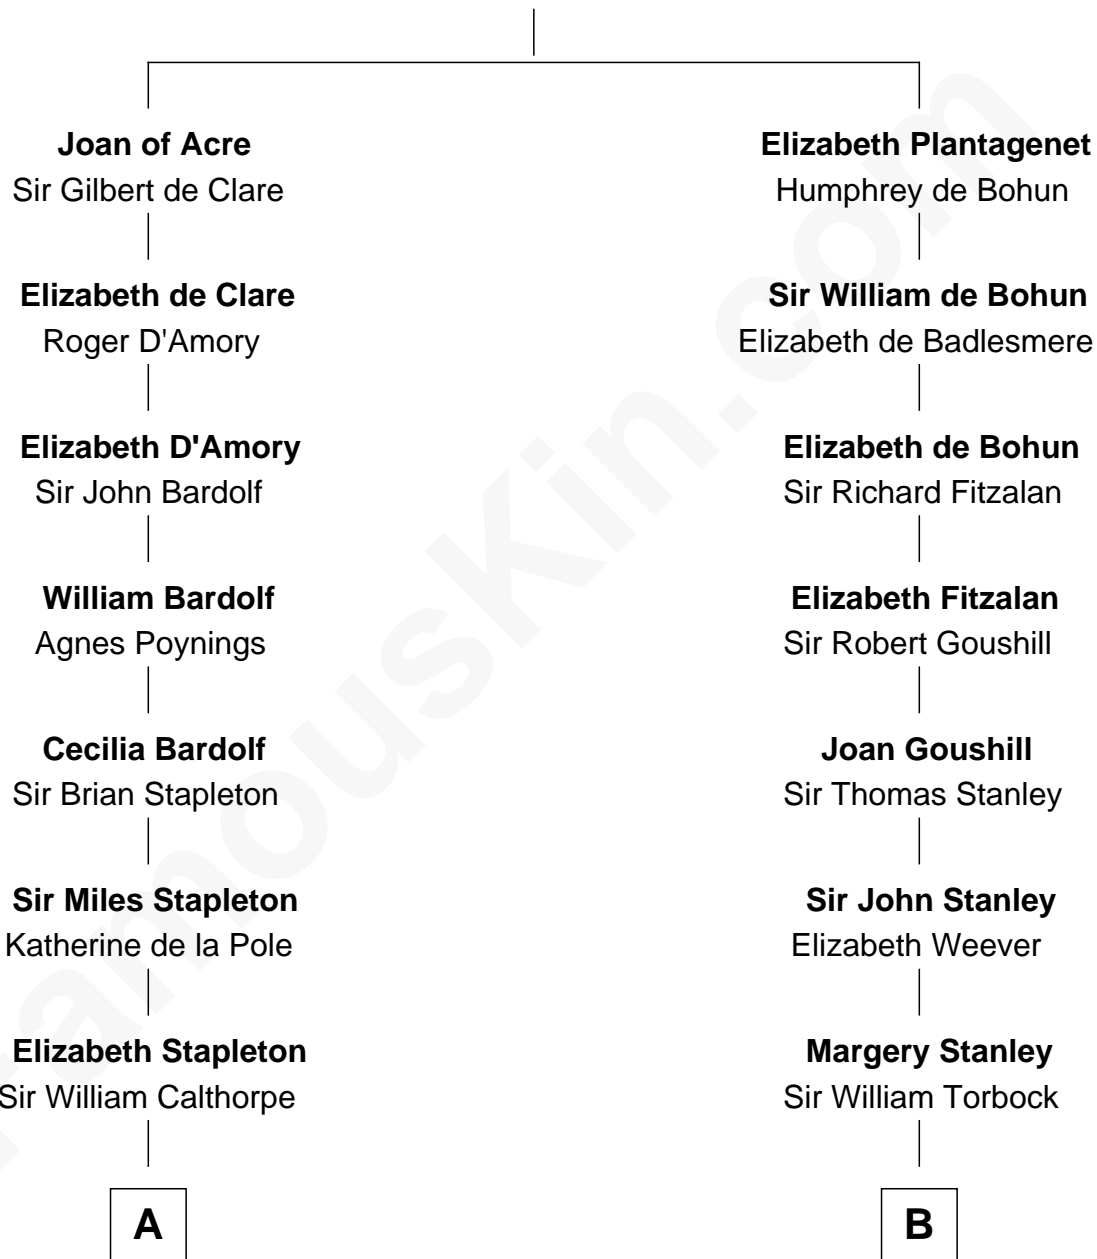 Joan of Acre
Sir Gilbert de Clare
Elizabeth de Clare
Roger D'Amory
Elizabeth D'Amory
Sir John Bardolf
William Bardolf
Agnes Poynings
Cecilia Bardolf
Sir Brian Stapleton
Sir Miles Stapleton
Katherine de la Pole
Elizabeth Stapleton
Sir William Calthorpe
A
Elizabeth Plantagenet
Humphrey de Bohun
Sir William de Bohun
Elizabeth de Badlesmere
Elizabeth de Bohun
Sir Richard Fitzalan
Elizabeth Fitzalan
Sir Robert Goushill
Joan Goushill
Sir Thomas Stanley
Sir John Stanley
Elizabeth Weever
Margery Stanley
Sir William Torbock
B
famouskin.com